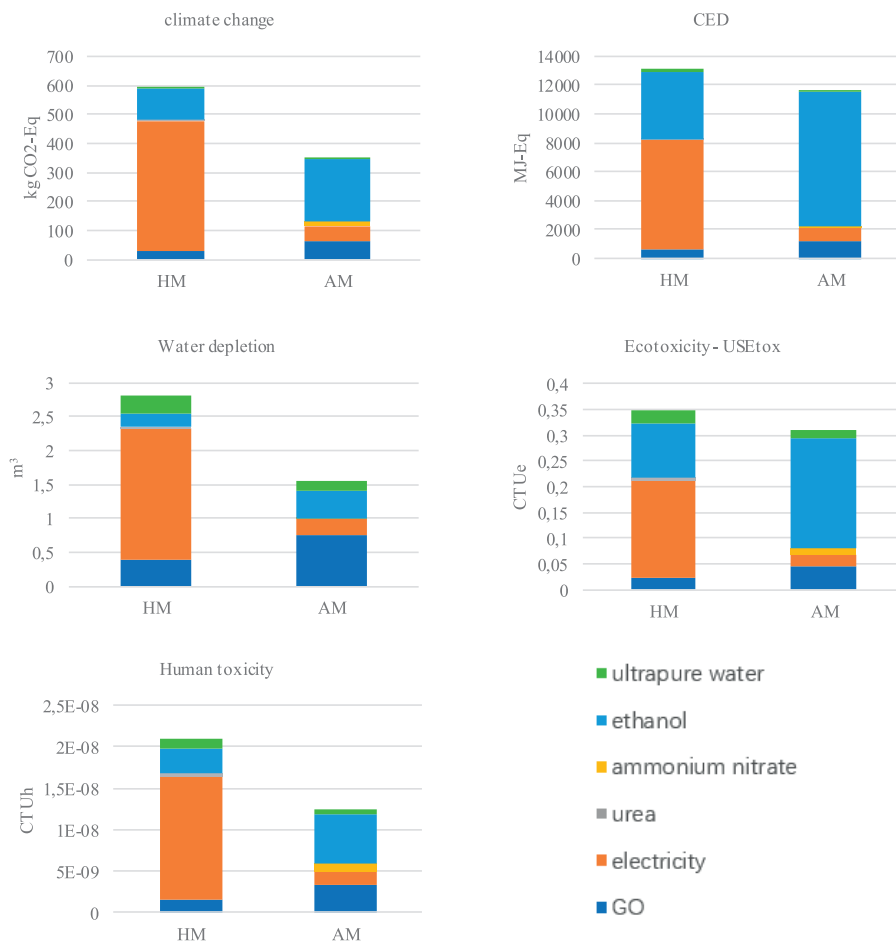 climate change
kgCO2-Eq
700
600
500
400
300
200
100
0
HM
AM
CED
MJ-Eq
14000
12000
10000
8000
6000
4000
2000
0
HM
AM
Water depletion
m³
3
2,5
2
1,5
1
0,5
0
HM
AM
Ecotoxicity- USEtox
CTUe
0,4
0,35
0,3
0,25
0,2
0,15
0,1
0,05
0
HM
AM
Human toxicity
CTUh
2,5E-08
2E-08
1,5E-08
1E-08
5E-09
0
HM
AM
ultrapure water
ethanol
ammonium nitrate
urea
electricity
GO